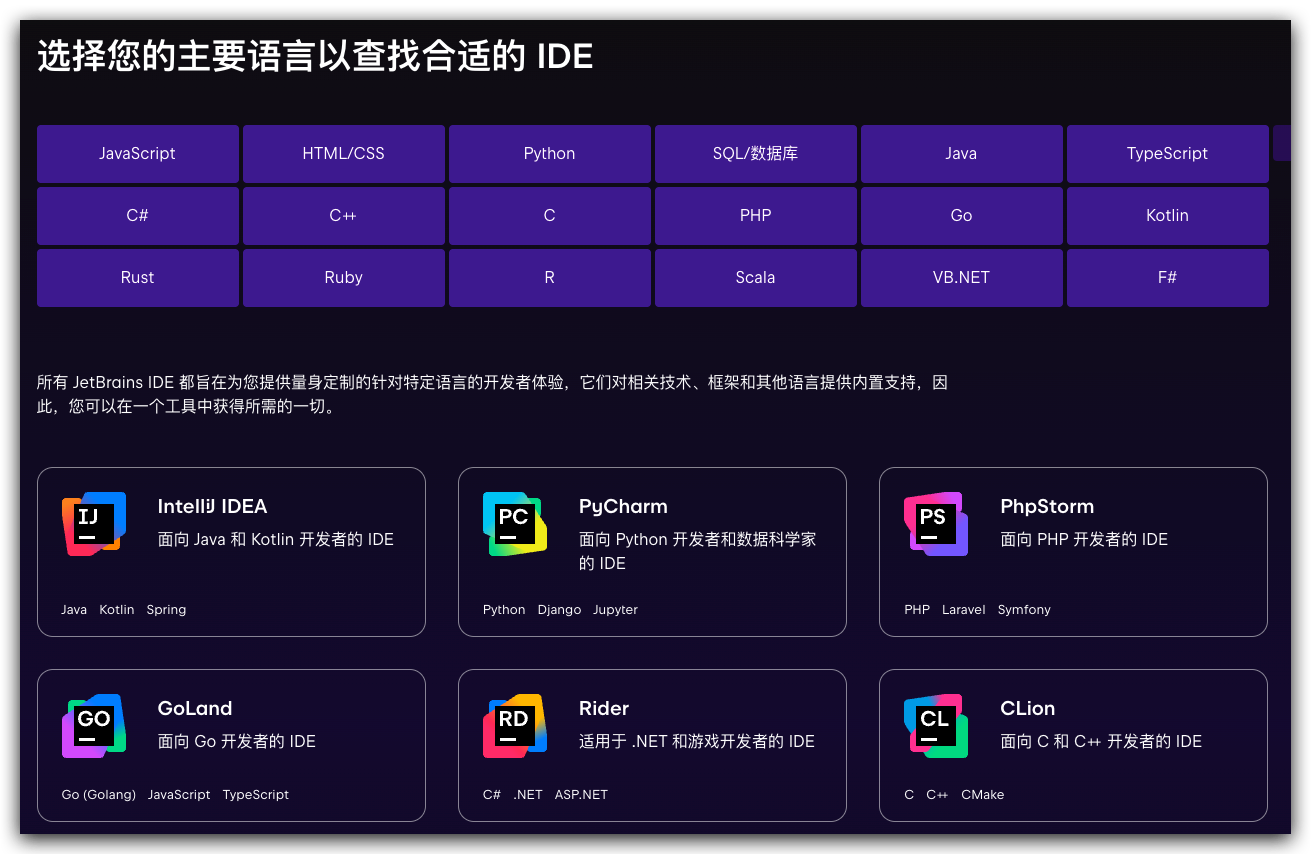 选择您的主要语言以查找合适的 IDE
JavaScript
HTML/CSS
Python
SQL/数据库
Java
TypeScript
C#
C++
C
PHP
Go
Kotlin
Rust
Ruby
R
Scala
VB.NET
F#
所有 JetBrains IDE 都旨在为您提供量身定制的针对特定语言的开发者体验，它们对相关技术、框架和其他语言提供内置支持，因
此，您可以在一个工具中获得所需的一切。
IJ
IntelliJ IDEA
面向 Java 和 Kotlin 开发者的 IDE
Java Kotlin Spring
PC
PyCharm
面向 Python 开发者和数据科学家
的 IDE
Python Django Jupyter
PS
PhpStorm
面向 PHP 开发者的 IDE
PHP Laravel Symfony
GO
GoLand
面向 Go 开发者的 IDE
Go (Golang) JavaScript TypeScript
RD
Rider
适用于 .NET 和游戏开发者的 IDE
C# .NET ASP.NET
CL
CLion
面向 C 和 C++ 开发者的 IDE
C C++ CMake